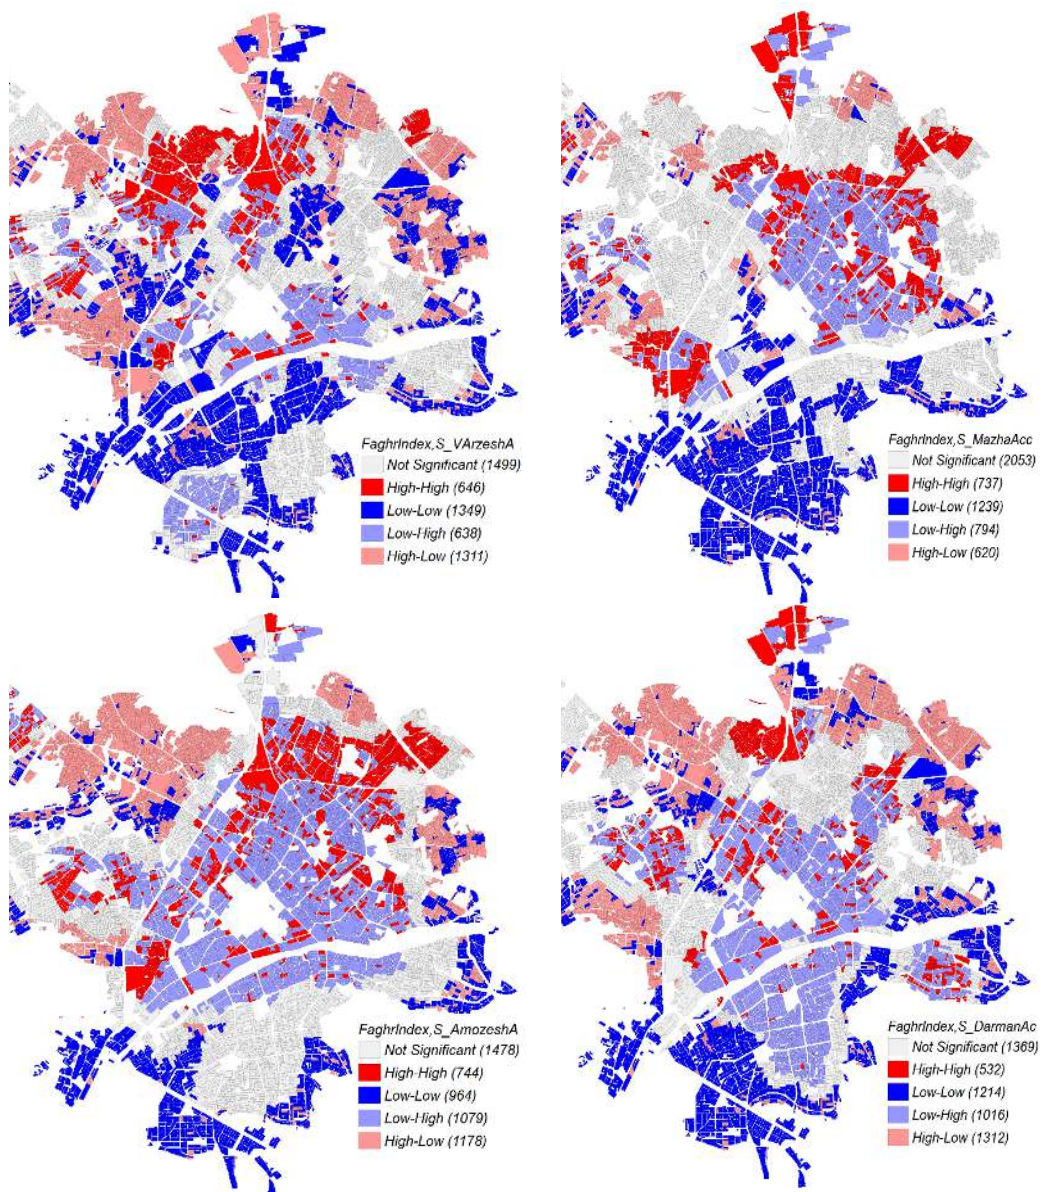 FaghrIndex,S_VArzeshA
Not Significant (1499)
High-High (646)
Low-Low (1349)
Low-High (638)
High-Low (1311)
FaghrIndex,S_MazhaAcc
Not Significant (2053)
High-High (737)
Low-Low (1239)
Low-High (794)
High-Low (620)
FaghrIndex,S_AmozeshA
Not Significant (1478)
High-High (744)
Low-Low (964)
Low-High (1079)
High-Low (1178)
FaghrIndex,S_DarmanAc
Not Significant (1369)
High-High (532)
Low-Low (1214)
Low-High (1016)
High-Low (1312)